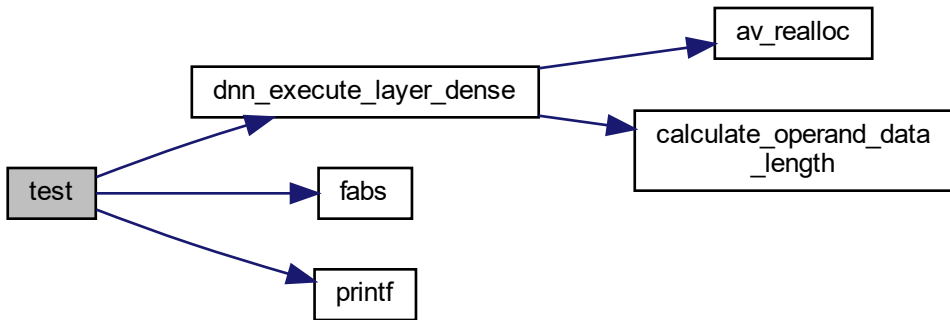 av_realloc
dnn_execute_layer_dense
calculate_operand_data
_length
test
fabs
printf